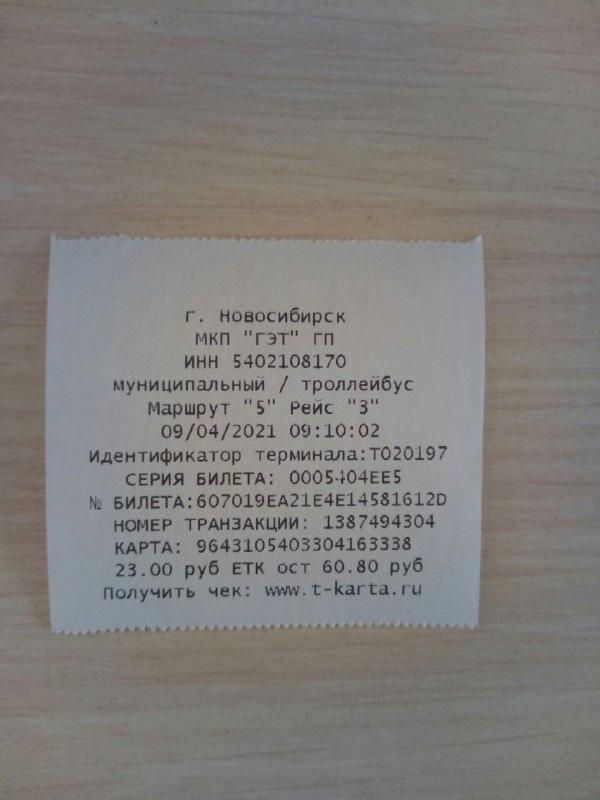 г. Новосибирск
МКП "ГЭТ" ГП
ИНН 5402108170
муниципальный / троллейбус
Маршрут "5" Рейс "3"
09/04/2021 09:10:02
Идентификатор терминала:Т020197
СЕРИЯ БИЛЕТА: 0005404EE5
№ БИЛЕТА:607019EA21E4E14581612D
НОМЕР ТРАНЗАКЦИИ: 1387494304
КАРТА: 9643105403304163338
23.00 руб ЕТК ост 60.80 руб
Получить чек: www.t-karta.ru